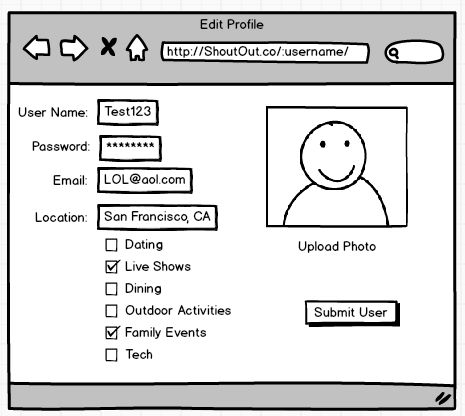 Edit Profile
http://ShoutOut.co/:username/
User Name: Test123
Password: ********
Email: LOL@aol.com
Location: San Francisco, CA
Dating
Live Shows
Dining
Outdoor Activities
Family Events
Tech
Upload Photo
Submit User